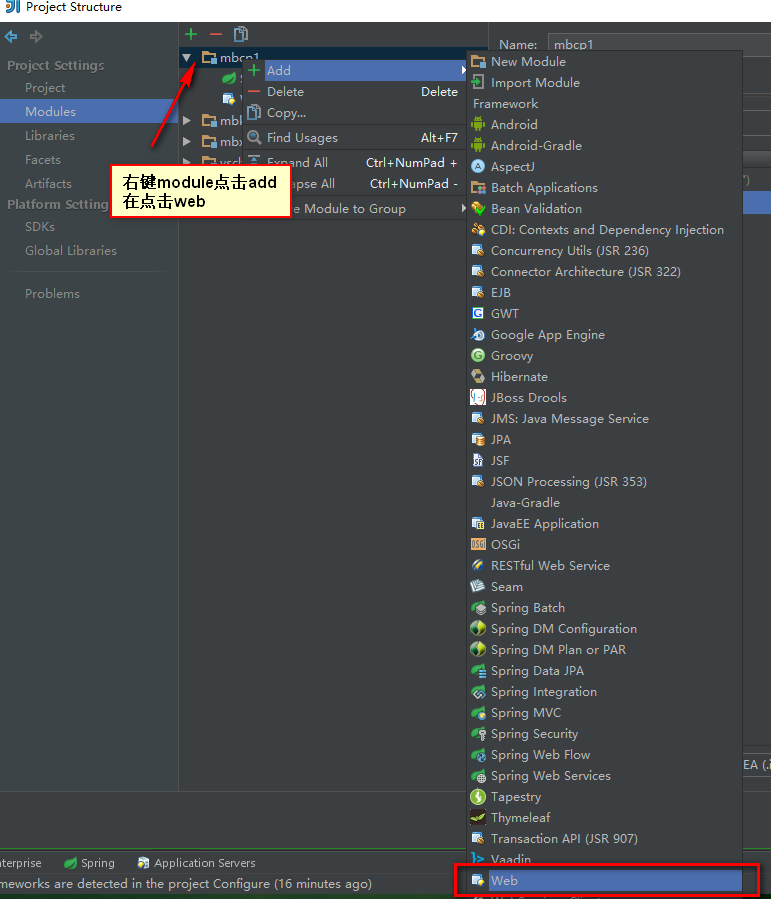 Project Structure
Name:
mbcp1
Project Settings
Project
Modules
Libraries
Facets
Artifacts
Platform Setting
SDKs
Global Libraries
Problems
mbcp1
Add
Delete Delete
Copy...
Find Usages Alt+F7
Expand All Ctrl+NumPad +
apse All Ctrl+NumPad -
Module to Group
右键module点击add
在点击web
New Module
Import Module
Framework
Android
Android-Gradle
AspectJ
Batch Applications
Bean Validation
CDI: Contexts and Dependency Injection
Concurrency Utils (JSR 236)
Connector Architecture (JSR 322)
EJB
GWT
Google App Engine
Groovy
Hibernate
JBoss Drools
JMS: Java Message Service
JPA
JSF
JSON Processing (JSR 353)
Java-Gradle
JavaEE Application
OSGi
RESTful Web Service
Seam
Spring Batch
Spring DM Configuration
Spring DM Plan or PAR
Spring Data JPA
Spring Integration
Spring MVC
Spring Security
Spring Web Flow
Spring Web Services
Tapestry
Thymeleaf
Transaction API (JSR 907)
Vaadin
Web
EA (.i
terprise Spring Application Servers
meworks are detected in the project Configure (16 minutes ago)